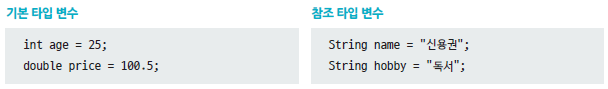 기본 타입 변수
int age = 25;
double price = 100.5;
참조 타입 변수
String name = "신용권";
String hobby = "독서";